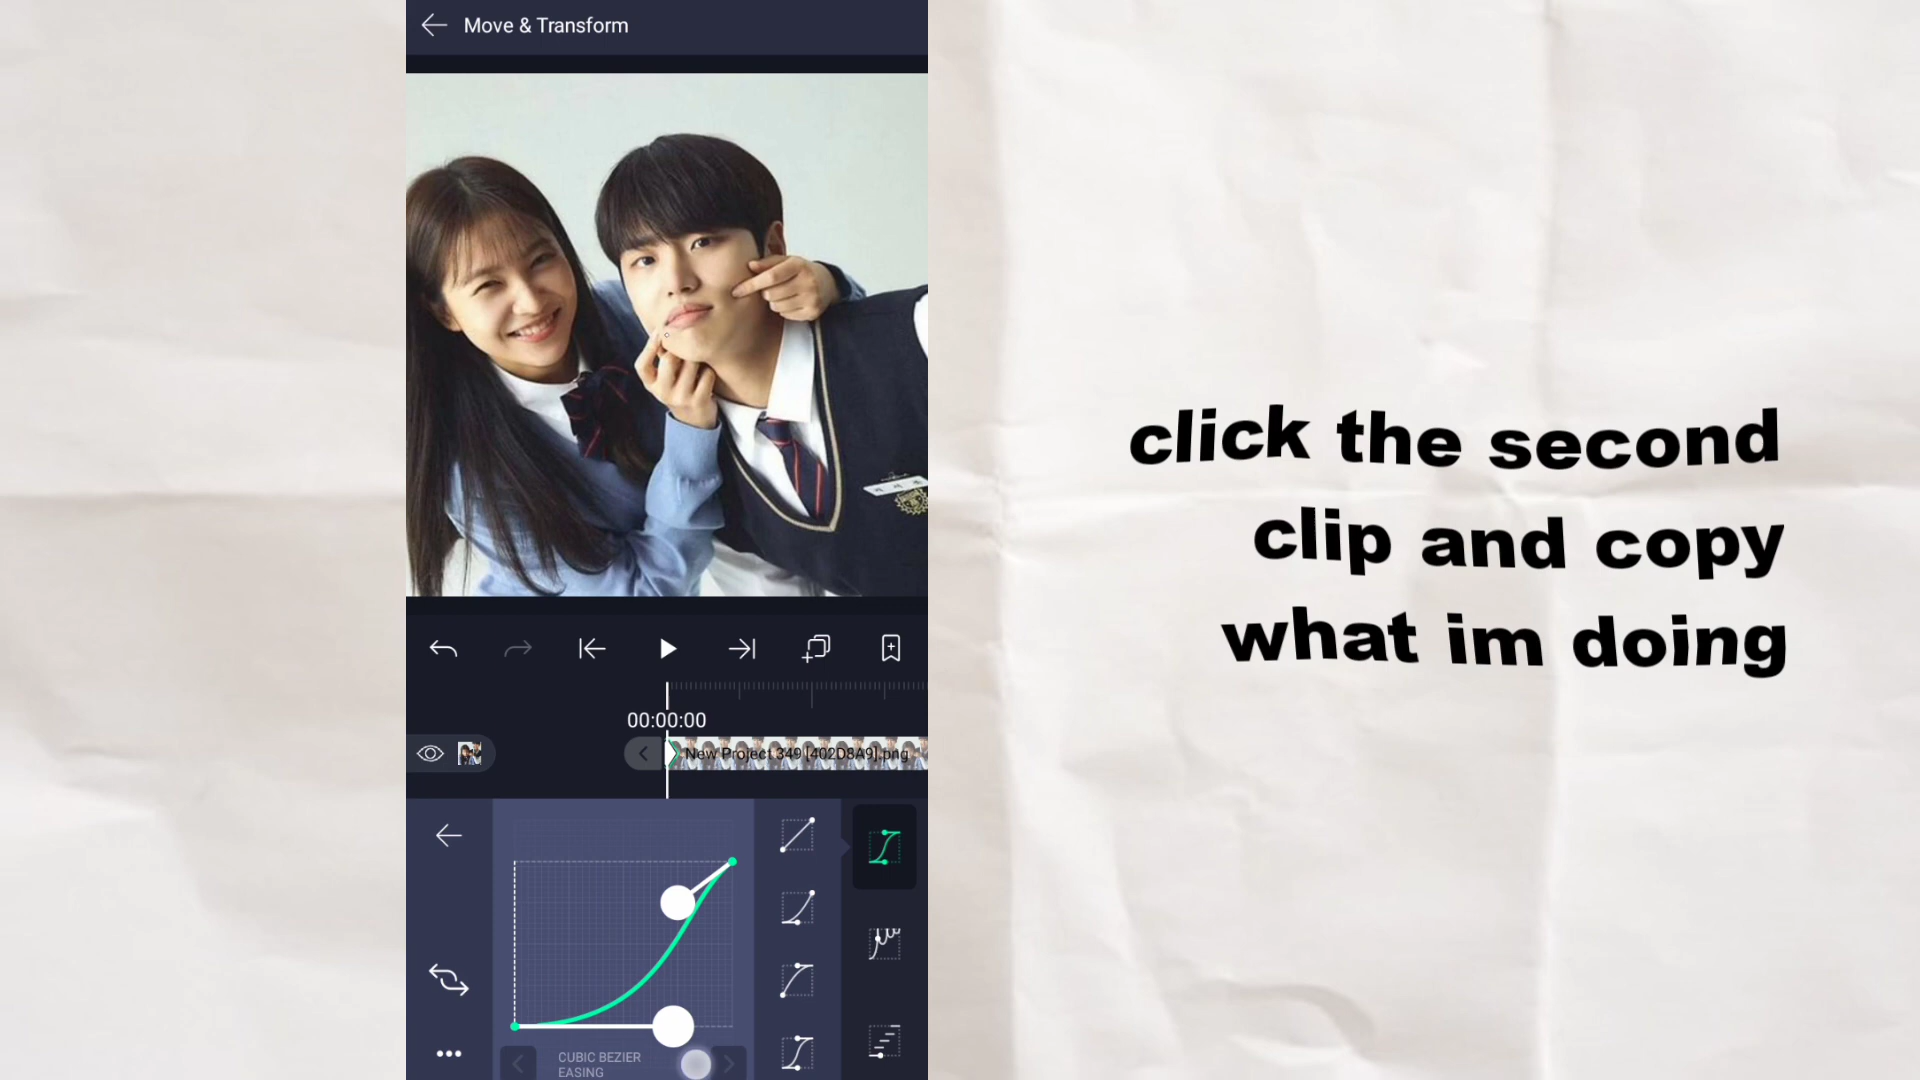 Move & Transform
click the second
clip and copy
what im doing
00:00:00
New Project 349 [402D8A9].png
CUBIC BEZIER
EASING